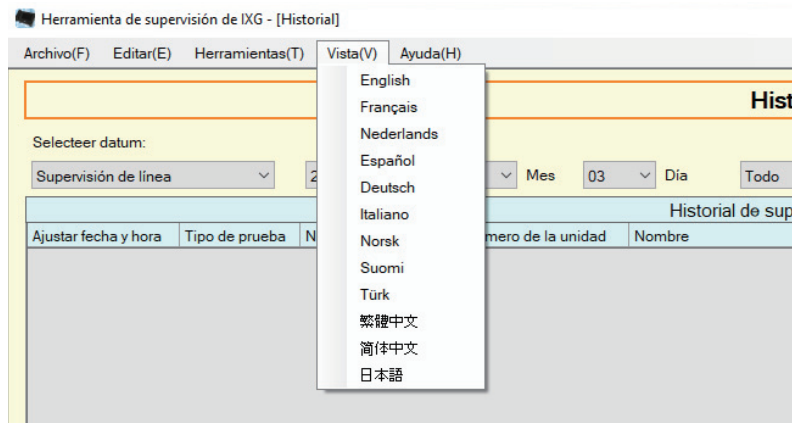 Herramienta de supervisión de IXG - [Historial]
Archivo(F) Editar(E) Herramientas(T) Vista(V) Ayuda(H)
English
Français
Nederlands
Español
Deutsch
Italiano
Norsk
Suomi
Türk
繁體中文
简体中文
日本語
Hist
Selecteer datum:
Supervisión de línea 2 Mes 03 Día Todo
Historial de sup
Ajustar fecha y hora Tipo de prueba N mero de la unidad Nombre